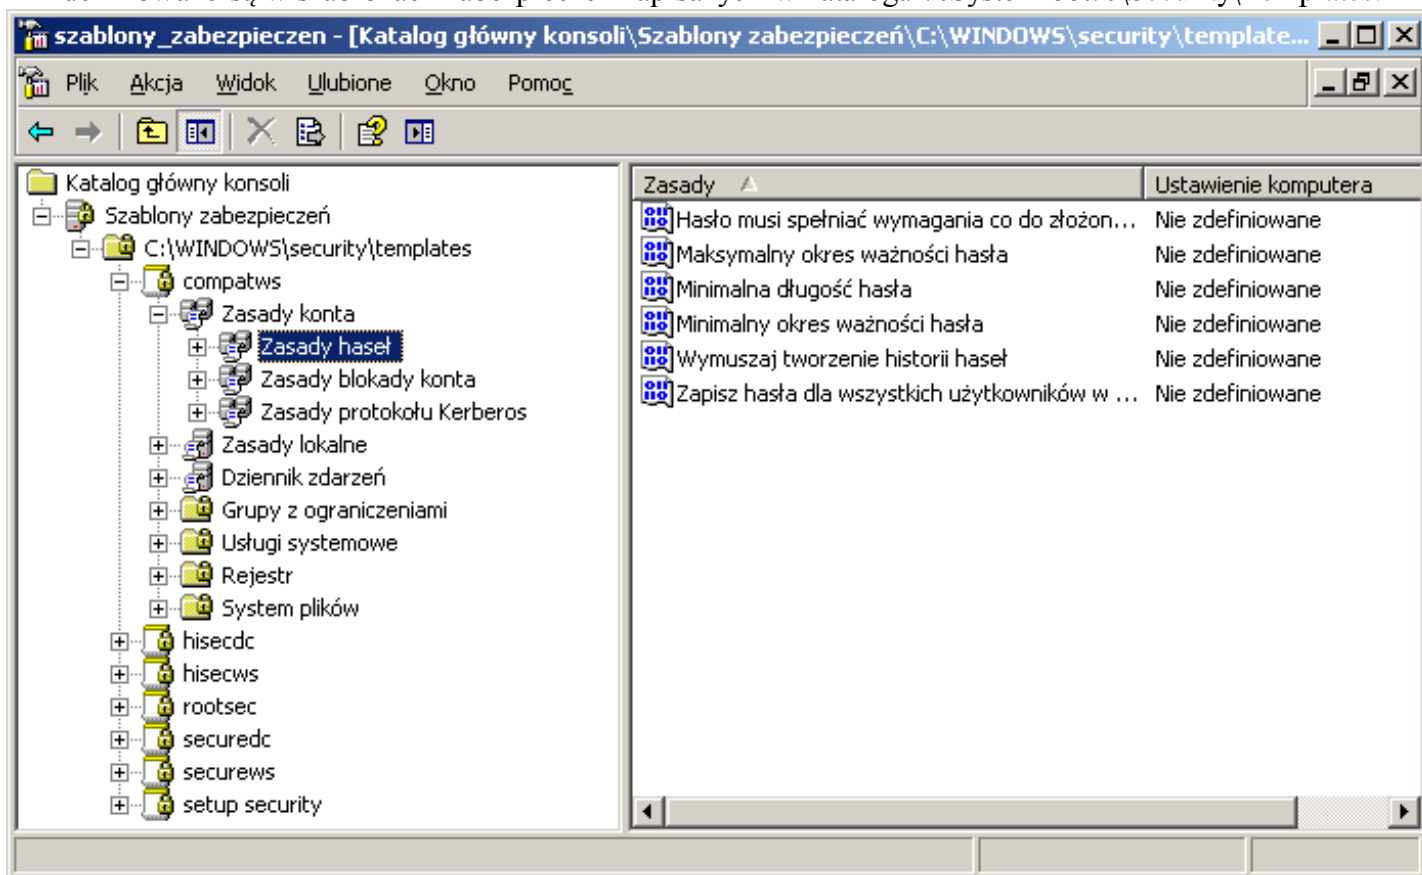 szablony_zabezpieczen - [Katalog główny konsoli\Szablony zabezpieczeń\C:\WINDOWS\security\template...
Plik Akcja Widok Ulubione Okno Pomoc
Katalog główny konsoli
Szablony zabezpieczeń
C:\WINDOWS\security\templates
compatws
Zasady konta
Zasady haseł
Zasady blokady konta
Zasady protokołu Kerberos
Zasady lokalne
Dziennik zdarzeń
Grupy z ograniczeniami
Usługi systemowe
Rejestr
System plików
hisecdc
hisecws
rootsec
securedc
securews
setup security
Zasady Ustawienie komputera
Hasło musi spełniać wymagania co do złożon... Nie zdefiniowane
Maksymalny okres ważności hasła Nie zdefiniowane
Minimalna długość hasła Nie zdefiniowane
Minimalny okres ważności hasła Nie zdefiniowane
Wymuszaj tworzenie historii haseł Nie zdefiniowane
Zapisz hasła dla wszystkich użytkowników w ... Nie zdefiniowane